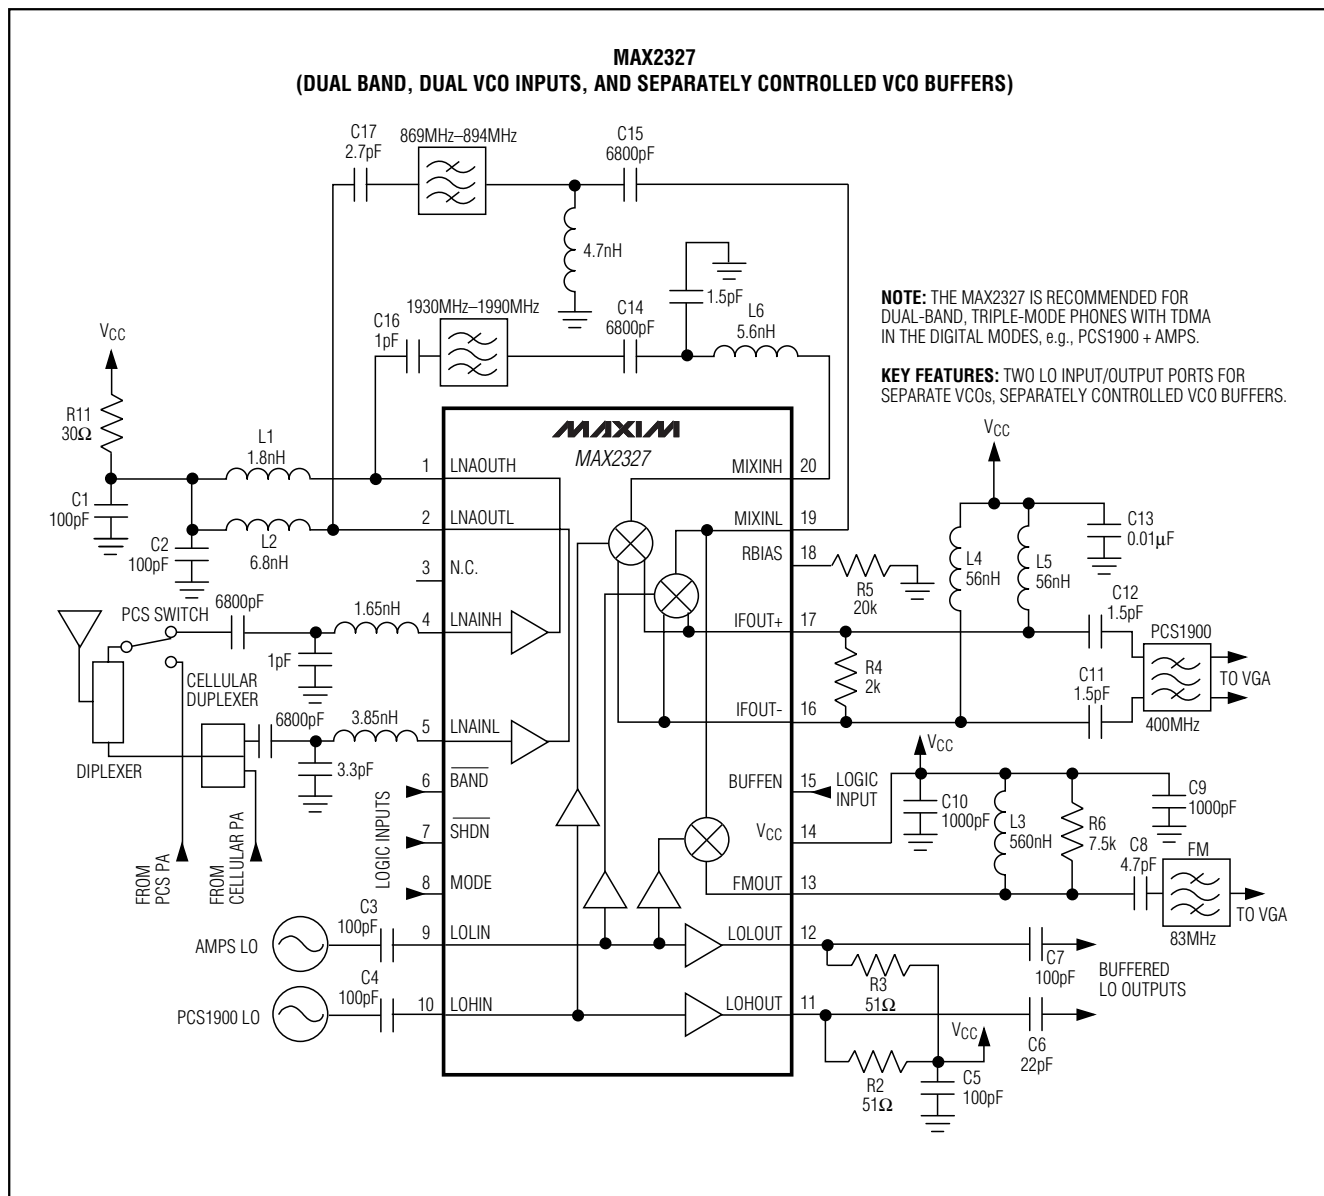 MAX2327
(DUAL BAND, DUAL VCO INPUTS, AND SEPARATELY CONTROLLED VCO BUFFERS)
C17
2.7pF
869MHz–894MHz
C15
6800pF
4.7nH
1.5pF
C16
1pF
1930MHz–1990MHz
C14
6800pF
L6
5.6nH
NOTE: THE MAX2327 IS RECOMMENDED FOR
DUAL-BAND, TRIPLE-MODE PHONES WITH TDMA
IN THE DIGITAL MODES, e.g., PCS1900 + AMPS.
KEY FEATURES: TWO LO INPUT/OUTPUT PORTS FOR
SEPARATE VCOs, SEPARATELY CONTROLLED VCO BUFFERS.
VCC
R11
30Ω
L1
1.8nH
C1
100pF
C2
100pF
L2
6.8nH
MAXIM
MAX2327
1 LNAOUTH
2 LNAOUTL
3 N.C.
4 LNAINH
5 LNAINL
6 BAND
7 SHDN
8 MODE
9 LOLIN
10 LOHIN
MIXINH 20
MIXINL 19
RBIAS 18
IFOUT+ 17
IFOUT- 16
BUFFEN 15
VCC 14
FMOUT 13
LOLOUT 12
LOHOUT 11
PCS SWITCH
6800pF
1.65nH
1pF
CELLULAR
DUPLEXER
6800pF
3.85nH
3.3pF
DIPLEXER
FROM
PCS PA
FROM
CELLULAR PA
LOGIC INPUTS
AMPS LO
C3
100pF
PCS1900 LO
C4
100pF
VCC
L4
56nH
L5
56nH
C13
0.01µF
R5
20k
R4
2k
C12
1.5pF
C11
1.5pF
PCS1900
400MHz
TO VGA
LOGIC
INPUT
VCC
C10
1000pF
L3
560nH
R6
7.5k
C9
1000pF
C8
4.7pF
FM
83MHz
TO VGA
C7
100pF
BUFFERED
LO OUTPUTS
R3
51Ω
VCC
C6
22pF
R2
51Ω
C5
100pF